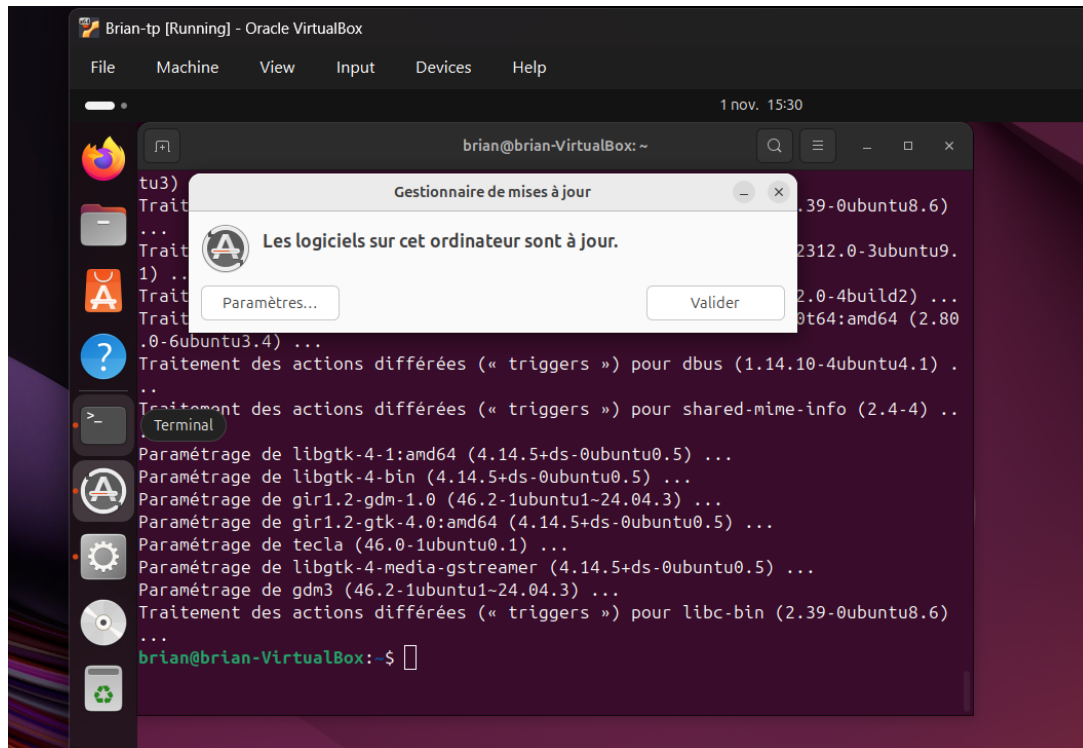 Brian-tp [Running] - Oracle VirtualBox
File Machine View Input Devices Help
1 nov. 15:30
brian@brian-VirtualBox: ~
Gestionnaire de mises à jour
Les logiciels sur cet ordinateur sont à jour.
Paramètres...
Valider
tu3)
Trait .39-0ubuntu8.6)
...
Trait 2312.0-3ubuntu9.
1) ..
Trait 2.0-4build2) ...
Trait 0t64:amd64 (2.80
.0-6ubuntu3.4) ...
Traitement des actions différées (« triggers ») pour dbus (1.14.10-4ubuntu4.1) .
..
Traitement des actions différées (« triggers ») pour shared-mime-info (2.4-4) ..
.
Terminal
Paramétrage de libgtk-4-1:amd64 (4.14.5+ds-0ubuntu0.5) ...
Paramétrage de libgtk-4-bin (4.14.5+ds-0ubuntu0.5) ...
Paramétrage de gir1.2-gdm-1.0 (46.2-1ubuntu1~24.04.3) ...
Paramétrage de gir1.2-gtk-4.0:amd64 (4.14.5+ds-0ubuntu0.5) ...
Paramétrage de tecla (46.0-1ubuntu0.1) ...
Paramétrage de libgtk-4-media-gstreamer (4.14.5+ds-0ubuntu0.5) ...
Paramétrage de gdm3 (46.2-1ubuntu1~24.04.3) ...
Traitement des actions différées (« triggers ») pour libc-bin (2.39-0ubuntu8.6)
...
brian@brian-VirtualBox:~$